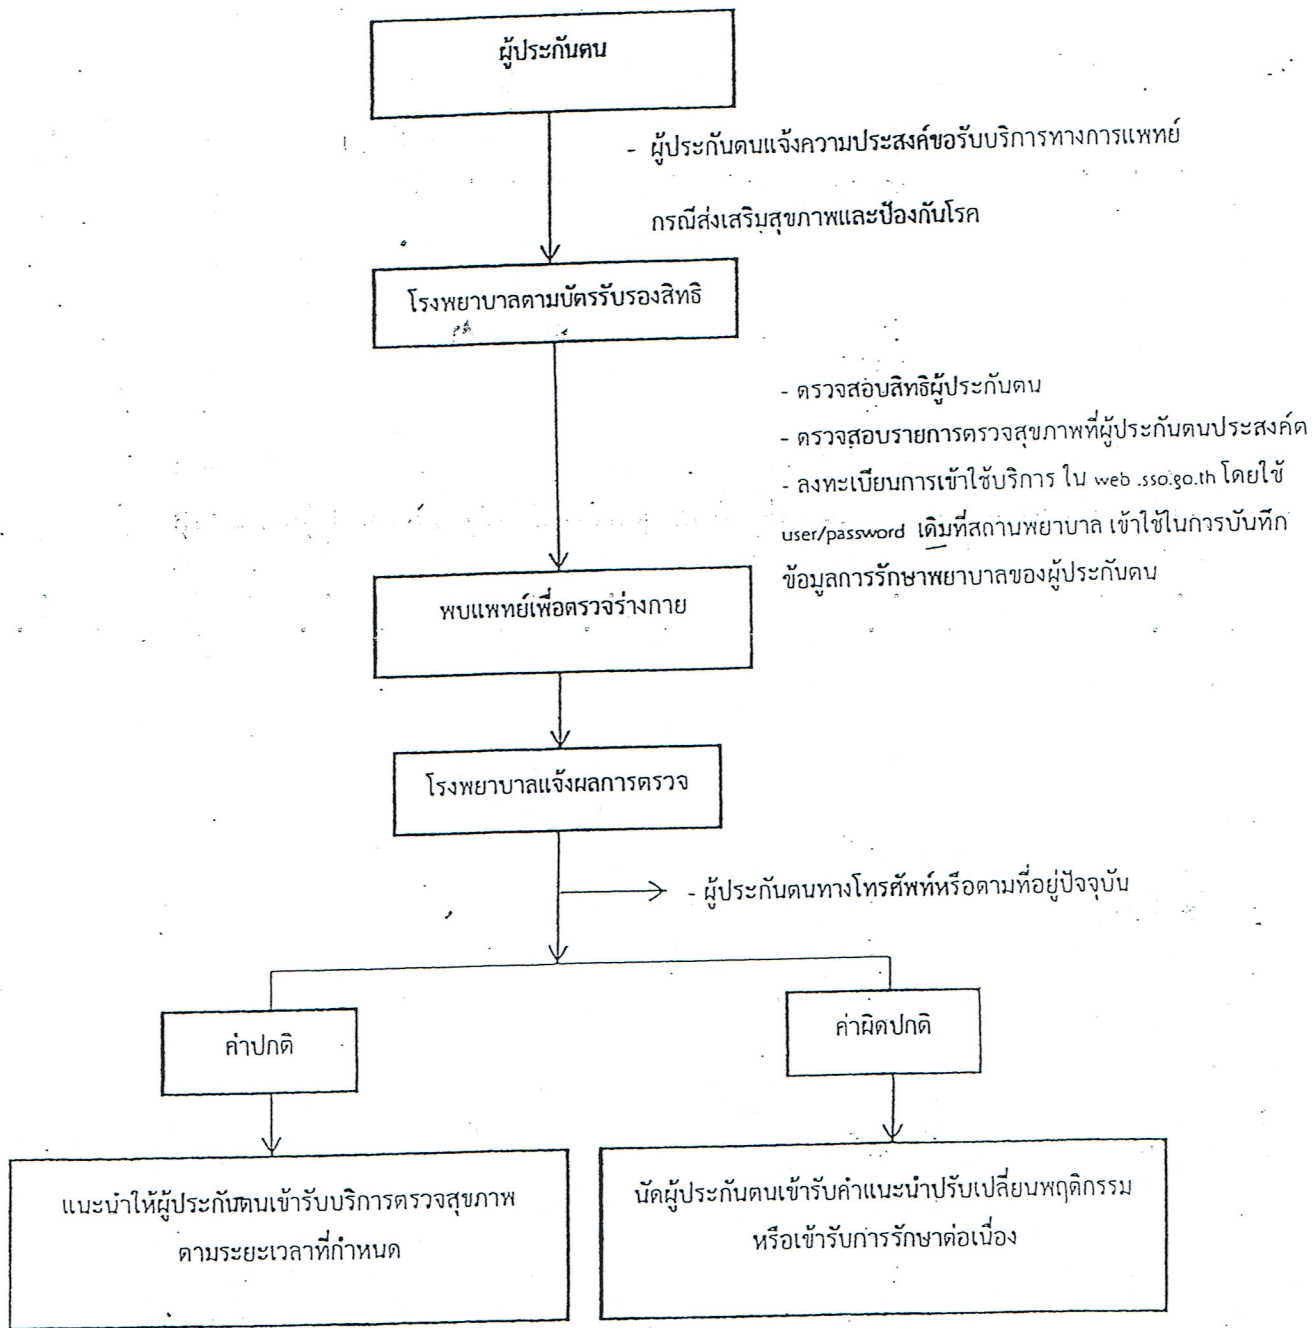 ผู้ประกันตน
- ผู้ประกันตนแจ้งความประสงค์ขอรับบริการทางการแพทย์
กรณีส่งเสริมสุขภาพและป้องกันโรค
โรงพยาบาลตามบัตรรับรองสิทธิ
- ตรวจสอบสิทธิผู้ประกันตน
- ตรวจสอบรายการตรวจสุขภาพที่ผู้ประกันตนประสงค์ต
- ลงทะเบียนการเข้าใช้บริการ ใน web .sso.go.th โดยใช้
user/password เดิมที่สถานพยาบาล เข้าใช้ในการบันทึก
ข้อมูลการรักษาพยาบาลของผู้ประกันตน
พบแพทย์เพื่อตรวจร่างกาย
โรงพยาบาลแจ้งผลการตรวจ
- ผู้ประกันตนทางโทรศัพท์หรือตามที่อยู่ปัจจุบัน
ค่าปกติ
ค่าผิดปกติ
แนะนำให้ผู้ประกันตนเข้ารับบริการตรวจสุขภาพ
ตามระยะเวลาที่กำหนด
นัดผู้ประกันตนเข้ารับคำแนะนำปรับเปลี่ยนพฤติกรรม
หรือเข้ารับการรักษาต่อเนื่อง